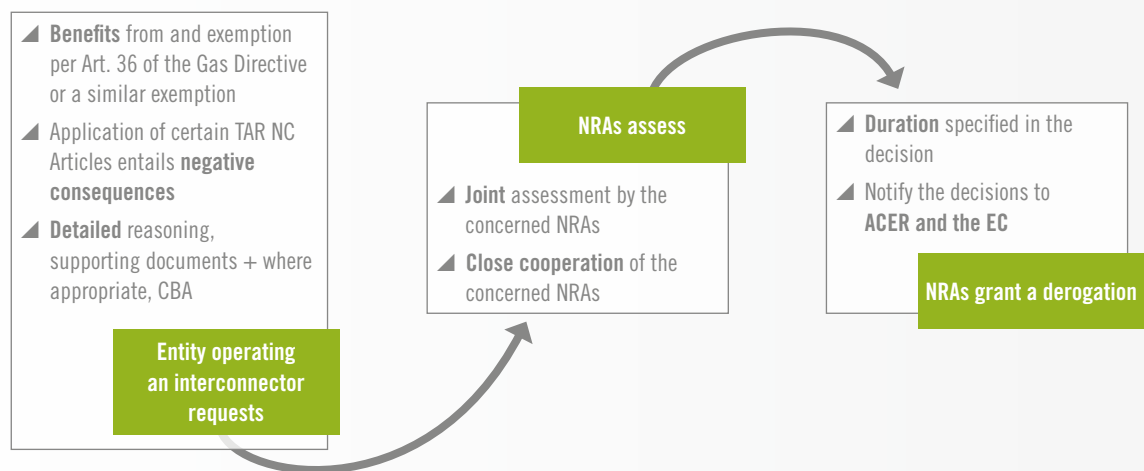 Benefits from and exemption
per Art. 36 of the Gas Directive
or a similar exemption
Application of certain TAR NC
Articles entails negative
consequences
Detailed reasoning,
supporting documents + where
appropriate, CBA
Entity operating
an interconnector
requests
NRAs assess
Joint assessment by the
concerned NRAs
Close cooperation of the
concerned NRAs
Duration specified in the
decision
Notify the decisions to
ACER and the EC
NRAs grant a derogation